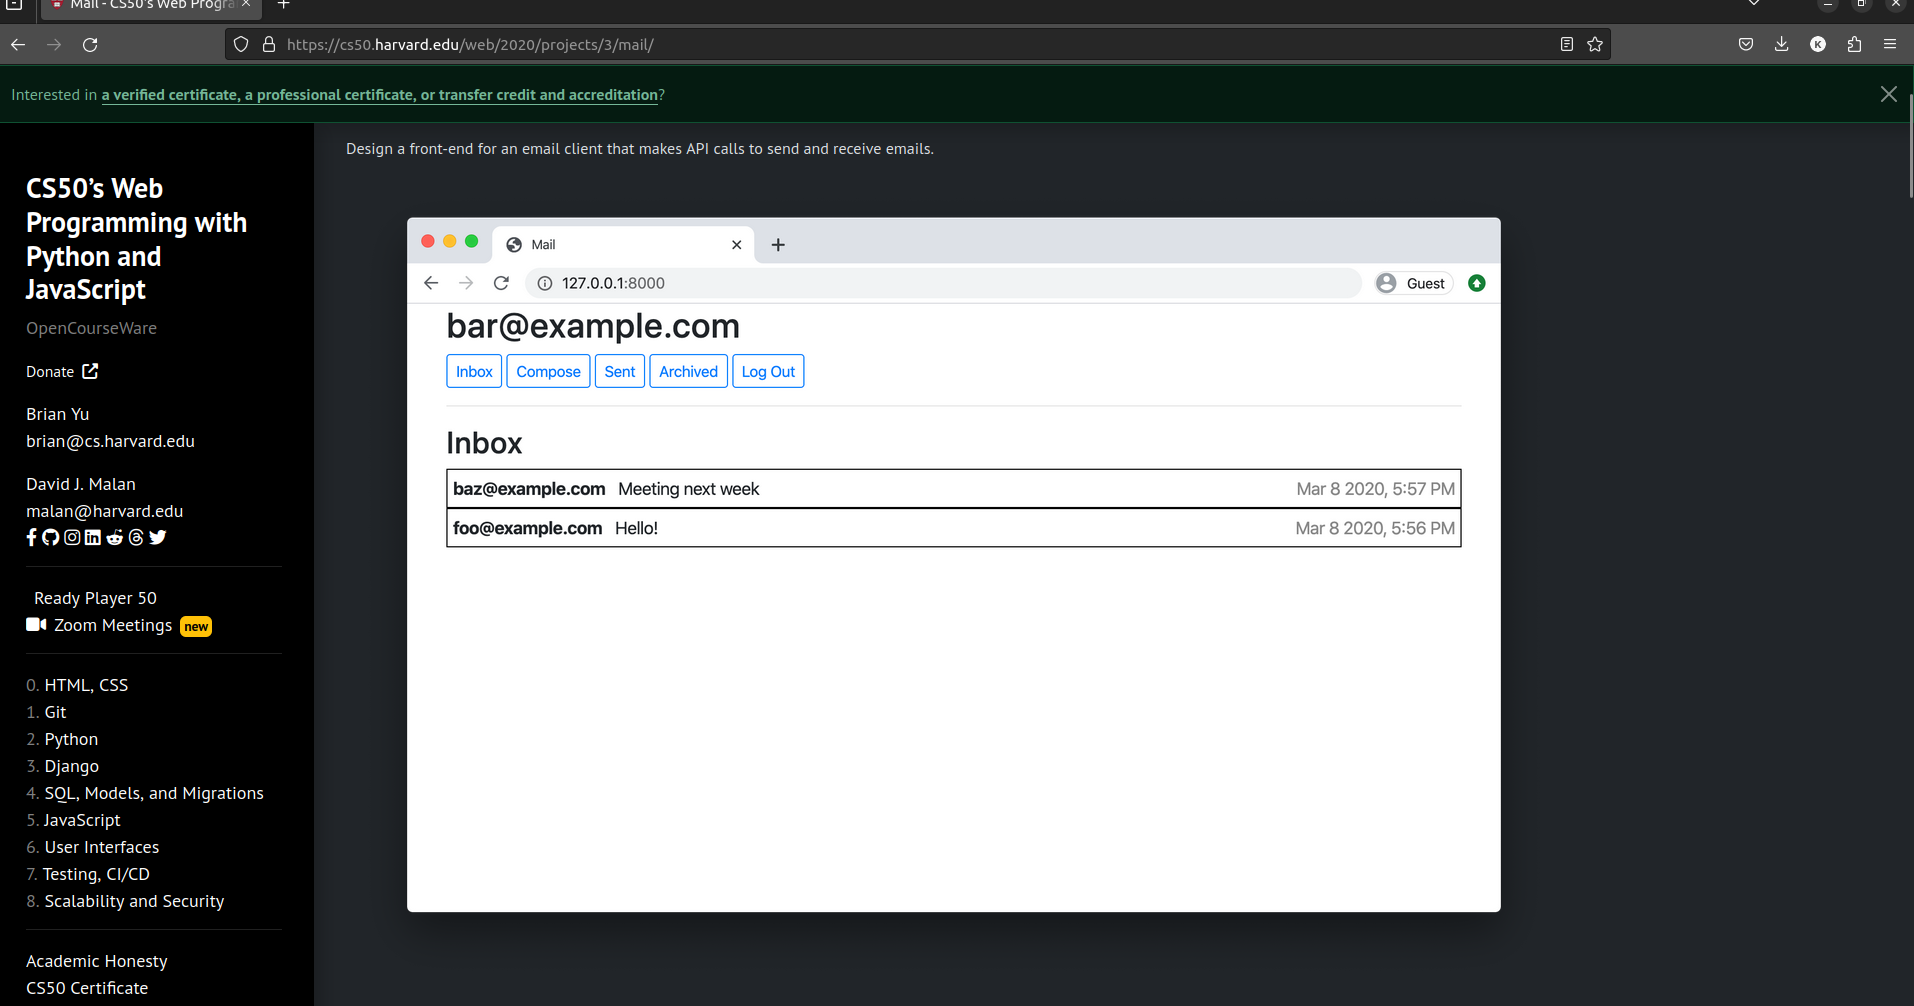 Mail - CS50's Web Progra
https://cs50.harvard.edu/web/2020/projects/3/mail/
K
Interested in a verified certificate, a professional certificate, or transfer credit and accreditation?
CS50’s Web
Programming with
Python and
JavaScript
OpenCourseWare
Donate
Brian Yu
brian@cs.harvard.edu
David J. Malan
malan@harvard.edu
Ready Player 50
Zoom Meetings new
0. HTML, CSS
1. Git
2. Python
3. Django
4. SQL, Models, and Migrations
5. JavaScript
6. User Interfaces
7. Testing, CI/CD
8. Scalability and Security
Academic Honesty
CS50 Certificate
Design a front-end for an email client that makes API calls to send and receive emails.
Mail
127.0.0.1:8000
Guest
bar@example.com
Inbox Compose Sent Archived Log Out
Inbox
baz@example.com Meeting next week Mar 8 2020, 5:57 PM
foo@example.com Hello! Mar 8 2020, 5:56 PM